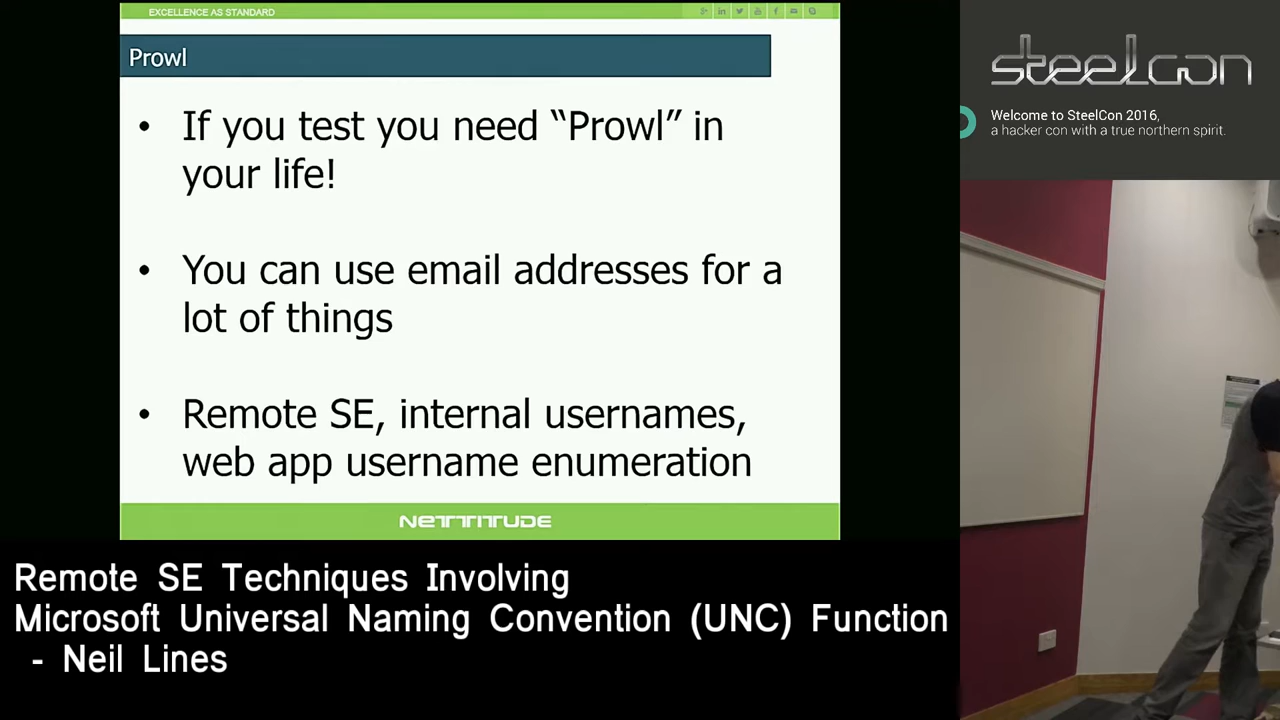 EXCELLENCE AS STANDARD
Prowl
• If you test you need “Prowl” in
your life!
• You can use email addresses for a
lot of things
• Remote SE, internal usernames,
web app username enumeration
NETTITUDE
steelcon
Welcome to SteelCon 2016,
a hacker con with a true northern spirit.
Remote SE Techniques Involving
Microsoft Universal Naming Convention (UNC) Function
- Neil Lines